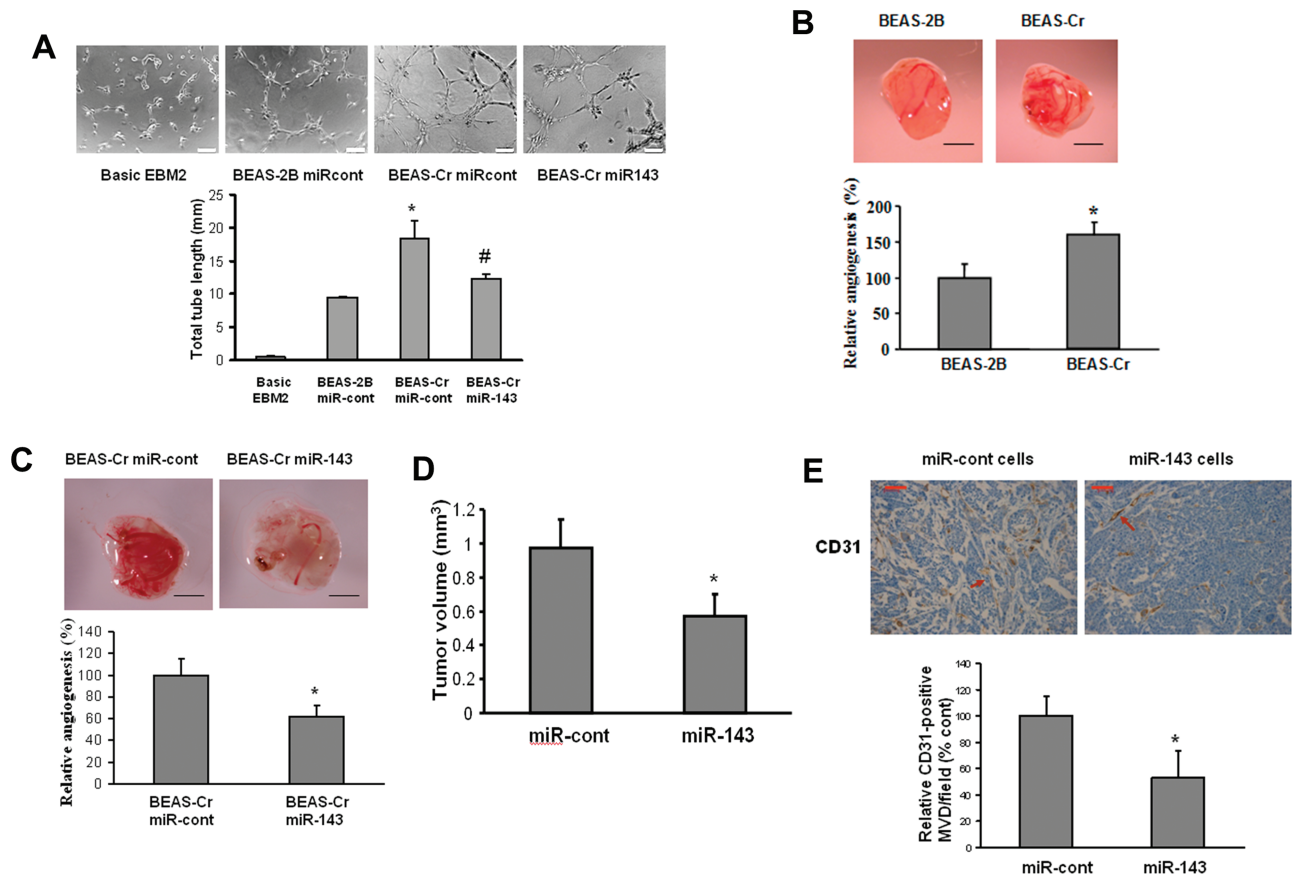 A
Basic EBM2
BEAS-2B miRcont
BEAS-Cr miRcont
BEAS-Cr miR143
Total tube length (mm)
25
20
15
10
5
0
*
#
Basic
EBM2
BEAS-2B
miR-cont
BEAS-Cr
miR-cont
BEAS-Cr
miR-143
B
BEAS-2B
BEAS-Cr
Relative angiogenesis (%)
200
150
100
50
0
*
BEAS-2B
BEAS-Cr
C
BEAS-Cr miR-cont
BEAS-Cr miR-143
Relative angiogenesis (%)
140
120
100
80
60
40
20
0
*
BEAS-Cr
miR-cont
BEAS-Cr
miR-143
D
Tumor volume (mm³)
1.2
1
0.8
0.6
0.4
0.2
0
*
miR-cont
miR-143
E
miR-cont cells
miR-143 cells
CD31
Relative CD31-positive
MVD/field (% cont)
140
120
100
80
60
40
20
0
*
miR-cont
miR-143